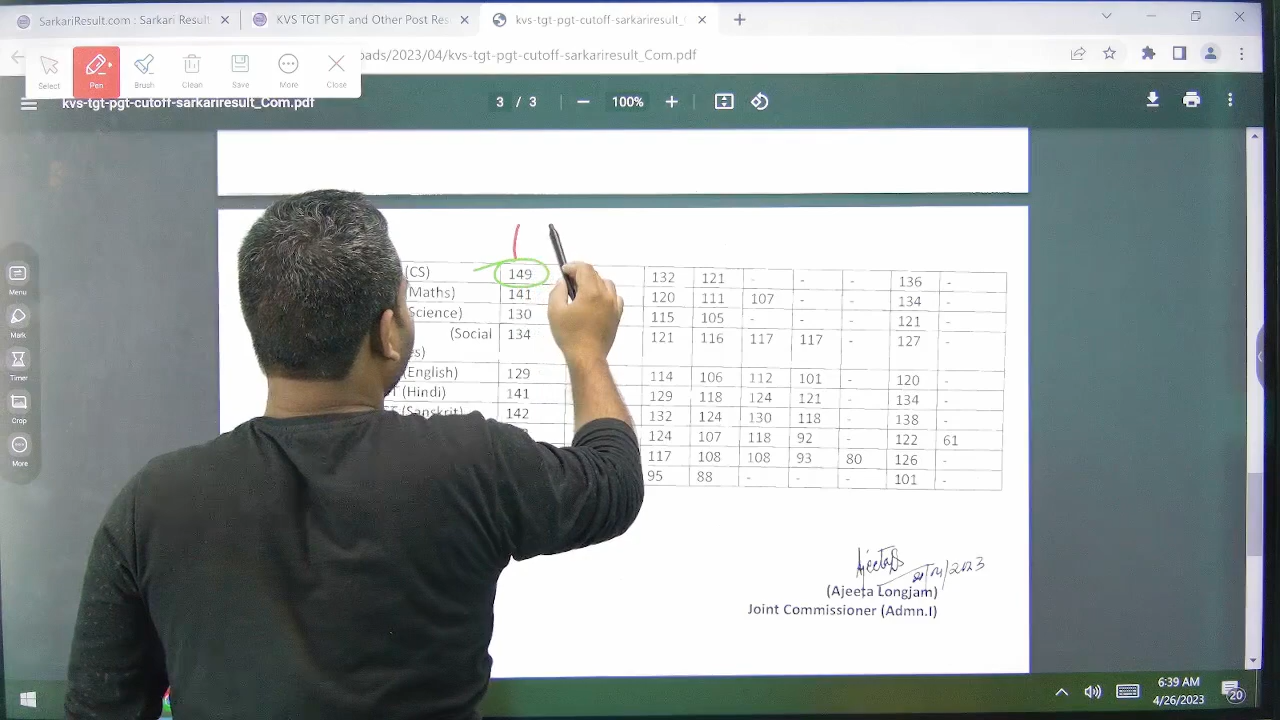 SarkariResult.com : Sarkari Result
KVS TGT PGT and Other Post Res
kvs-tgt-pgt-cutoff-sarkariresult_
ads/2023/04/kvs-tgt-pgt-cutoff-sarkariresult_Com.pdf
Select Pen Brush Clean Save More Close
kvs-tgt-pgt-cutoff-sarkariresult_Com.pdf
3 / 3
100%
Menu
Mark
Timer
Crop
More
(CS) 149 132 121 - - - 136 -
(Maths) 141 120 111 107 - - 134 -
(Science) 130 115 105 - - - 121 -
(Social 134 121 116 117 117 - 127 -
es)
(English) 129 114 106 112 101 - 120 -
(Hindi) 141 129 118 124 121 - 134 -
(Sanskrit) 142 132 124 130 118 - 138 -
124 107 118 92 - 122 61
117 108 108 93 80 126 -
95 88 - - - 101 -
(Ajeeta Longjam)
Joint Commissioner (Admn.I)
6:39 AM
4/26/2023
20